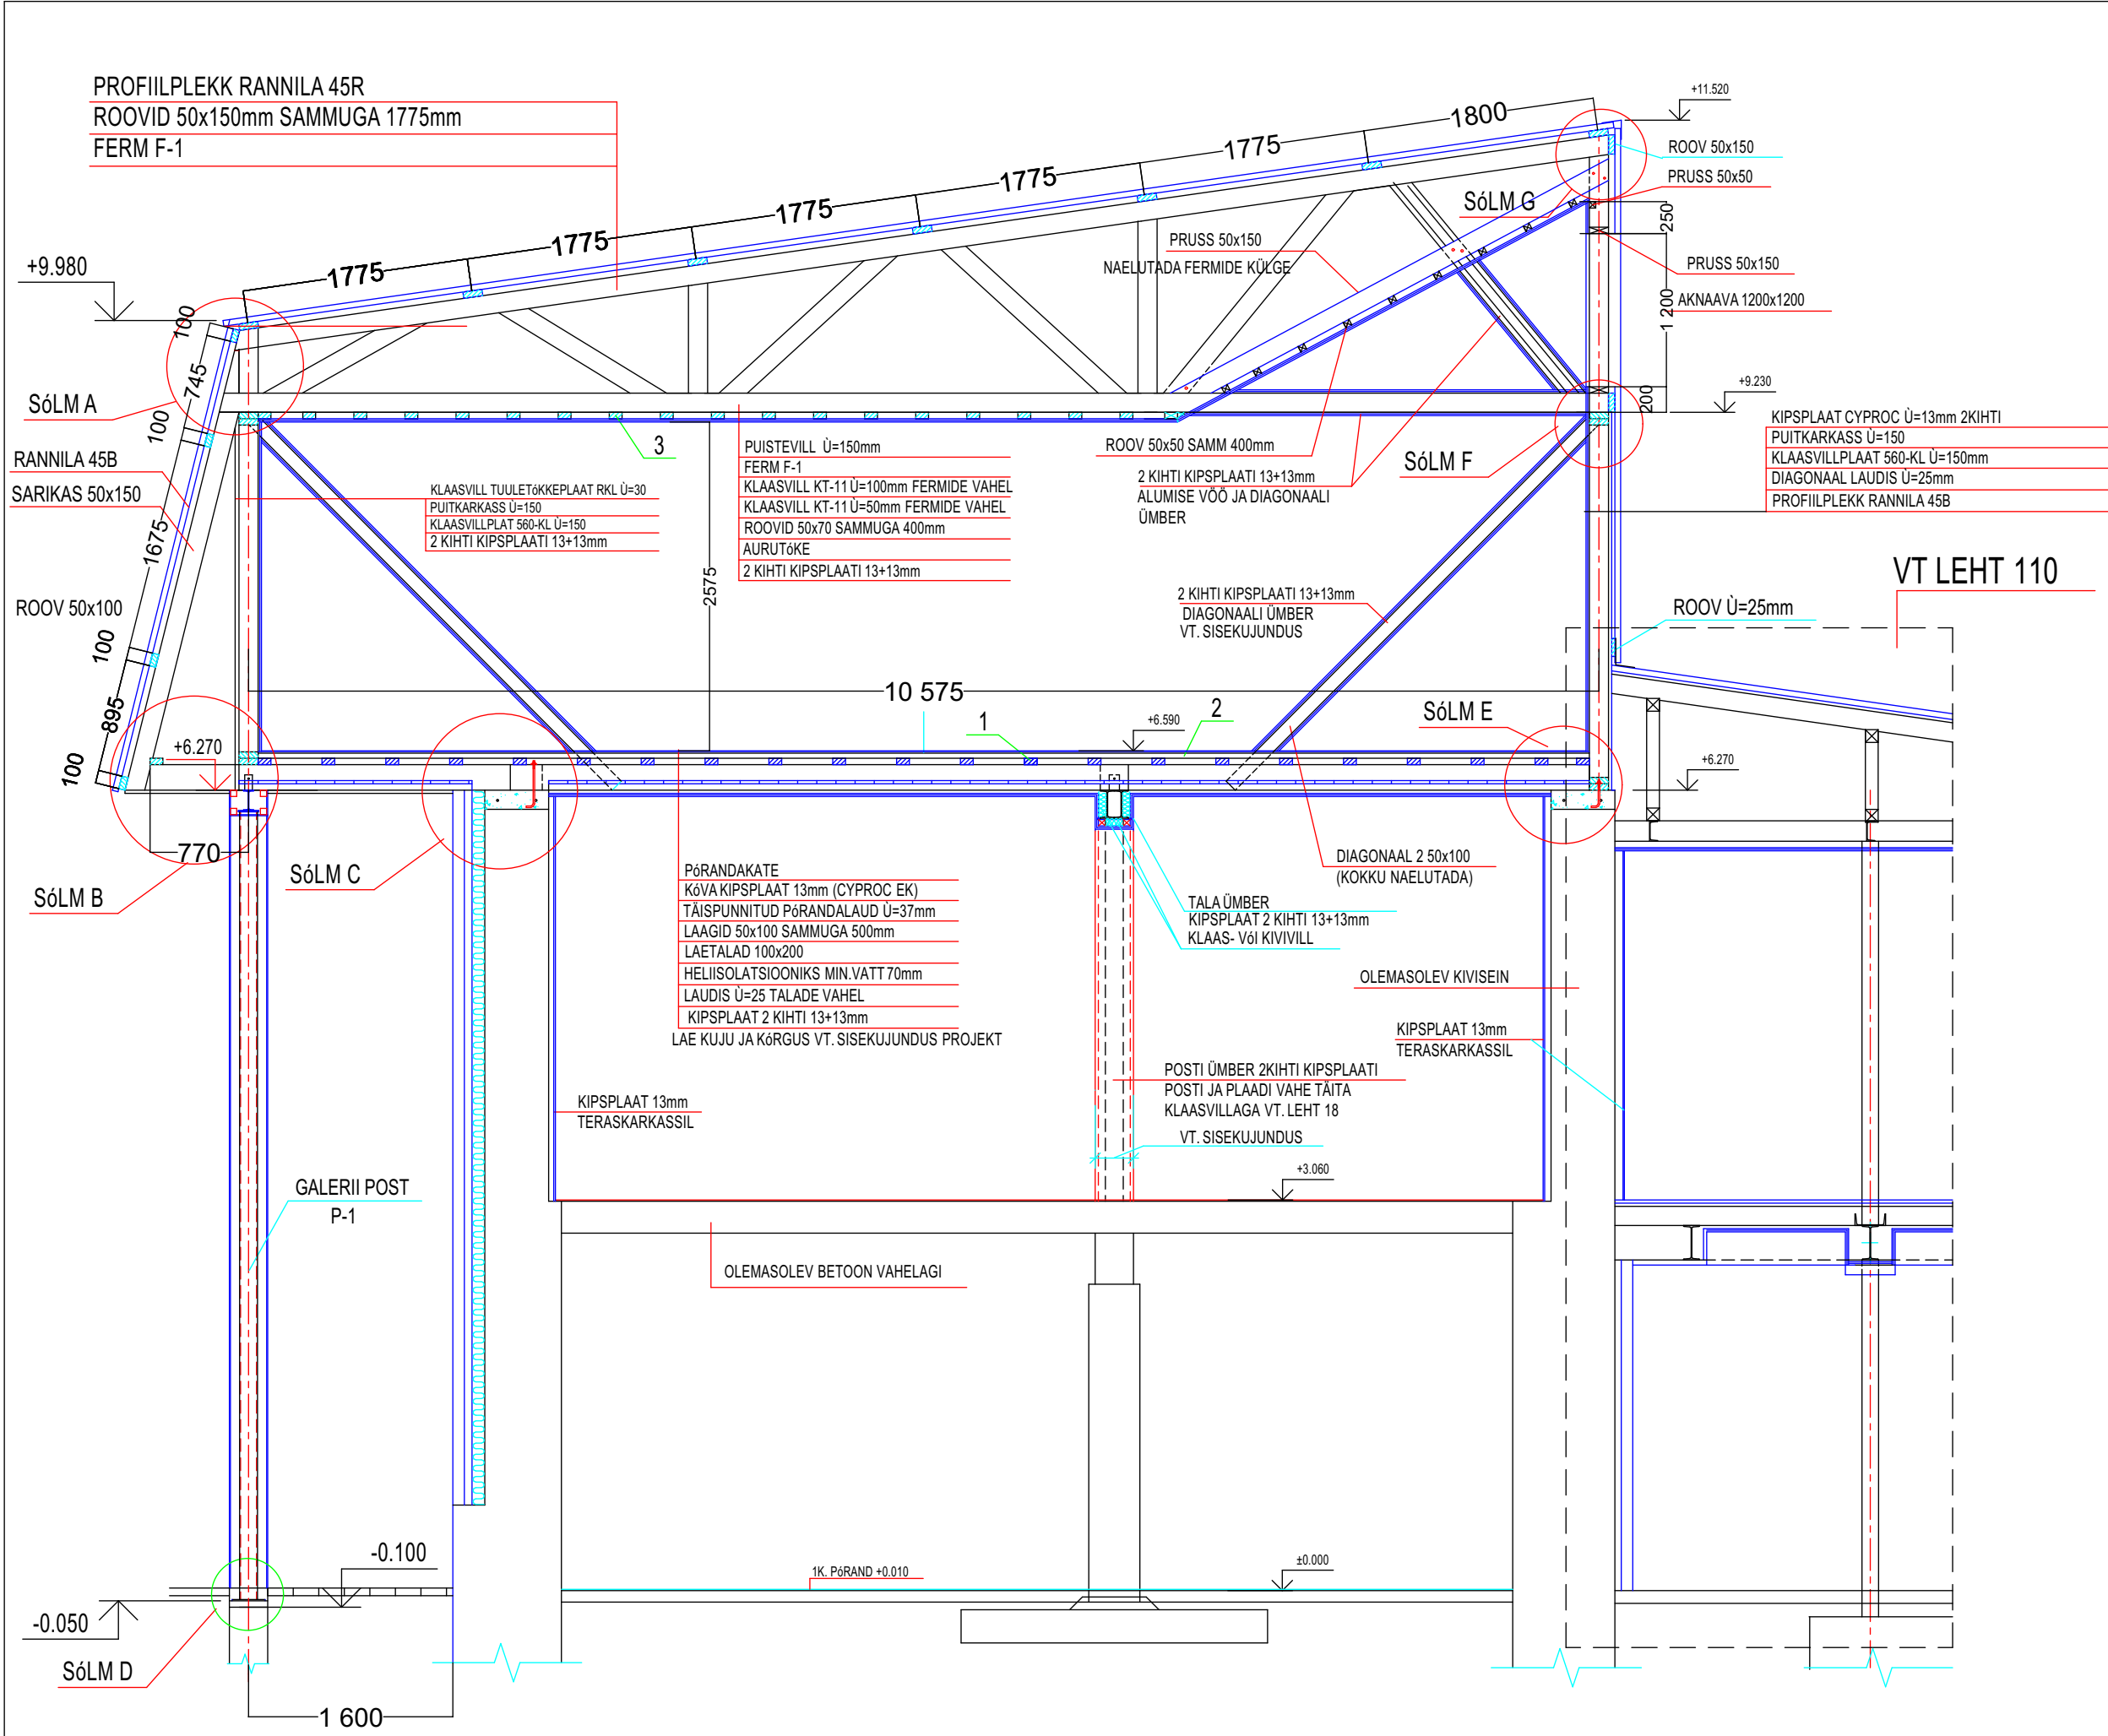 PROFIILPLEKK RANNILA 45R
ROOVID 50x150mm SAMMUGA 1775mm
FERM F-1
+9.980
1775
1775
1775
1775
1775
1800
+11.520
ROOV 50x150
PRUSS 50x50
SóLM G
250
PRUSS 50x150
NAELUTADA FERMIDE KÜLGE
PRUSS 50x150
AKNAAVA 1200x1200
1 200
+9.230
200
100
745
SóLM A
100
RANNILA 45B
SARIKAS 50x150
1675
ROOV 50x100
100
895
100
3
KLAASVILL TUULETóKKEPLAAT RKL Ù=30
PUITKARKASS Ù=150
KLAASVILLPLAT 560-KL Ù=150
2 KIHTI KIPSPLAATI 13+13mm
2575
PUISTEVILL Ù=150mm
FERM F-1
KLAASVILL KT-11 Ù=100mm FERMIDE VAHEL
KLAASVILL KT-11 Ù=50mm FERMIDE VAHEL
ROOVID 50x70 SAMMUGA 400mm
AURUTóKE
2 KIHTI KIPSPLAATI 13+13mm
ROOV 50x50 SAMM 400mm
2 KIHTI KIPSPLAATI 13+13mm
ALUMISE VÖÖ JA DIAGONAALI
ÜMBER
SóLM F
KIPSPLAAT CYPROC Ù=13mm 2KIHTI
PUITKARKASS Ù=150
KLAASVILLPLAAT 560-KL Ù=150mm
DIAGONAAL LAUDIS Ù=25mm
PROFIILPLEKK RANNILA 45B
VT LEHT 110
2 KIHTI KIPSPLAATI 13+13mm
DIAGONAALI ÜMBER
VT. SISEKUJUNDUS
ROOV Ù=25mm
10 575
1
+6.590
2
SóLM E
+6.270
+6.270
770
SóLM B
SóLM C
PóRANDAKATE
KóVA KIPSPLAAT 13mm (CYPROC EK)
TÄISPUNNITUD PóRANDALAUD Ù=37mm
LAAGID 50x100 SAMMUGA 500mm
LAETALAD 100x200
HELIISOLATSIOONIKS MIN.VATT 70mm
LAUDIS Ù=25 TALADE VAHEL
KIPSPLAAT 2 KIHTI 13+13mm
LAE KUJU JA KóRGUS VT. SISEKUJUNDUS PROJEKT
DIAGONAAL 2 50x100
(KOKKU NAELUTADA)
TALA ÜMBER
KIPSPLAAT 2 KIHTI 13+13mm
KLAAS- VóI KIVIVILL
OLEMASOLEV KIVISEIN
KIPSPLAAT 13mm
TERASKARKASSIL
POSTI ÜMBER 2KIHTI KIPSPLAATI
POSTI JA PLAADI VAHE TÄITA
KLAASVILLAGA VT. LEHT 18
VT. SISEKUJUNDUS
KIPSPLAAT 13mm
TERASKARKASSIL
+3.060
GALERII POST
P-1
OLEMASOLEV BETOON VAHELAGI
-0.100
1K. PóRAND +0.010
±0.000
-0.050
SóLM D
1 600